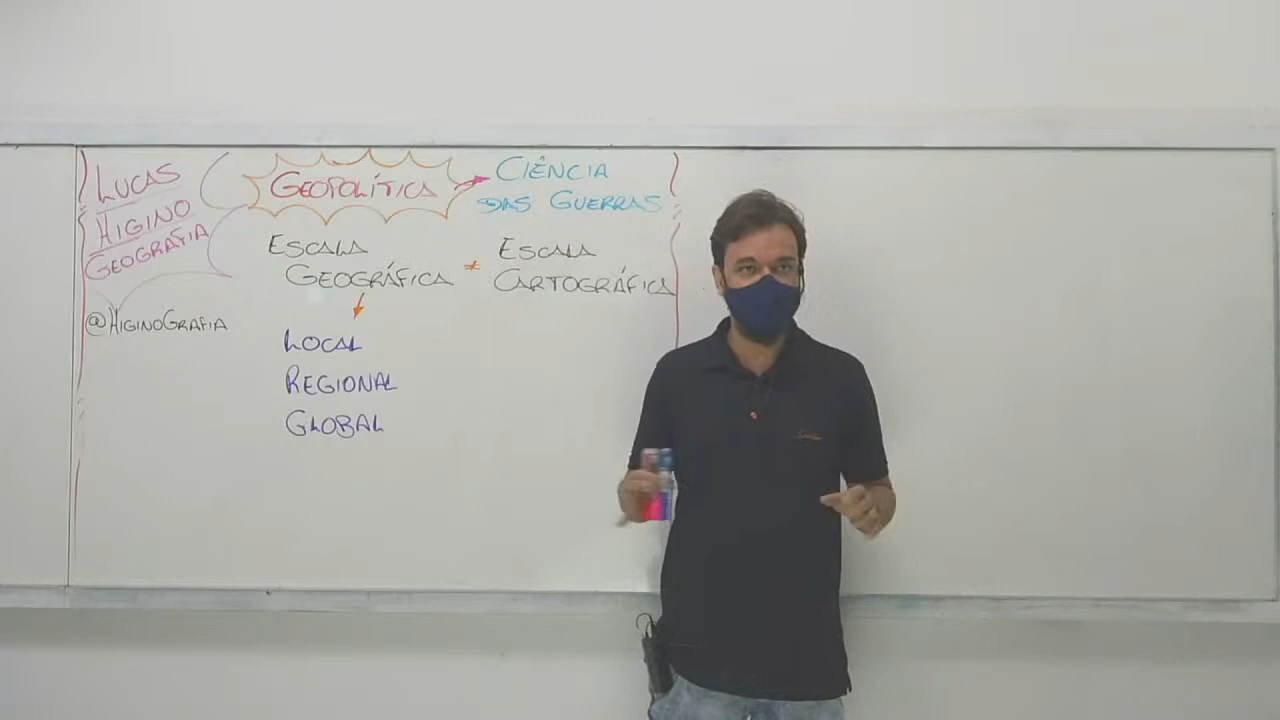 LUCAS
HIGINO
GEOGRAFIA
@HIGINOGRAFIA
GEOPOLÍTICA → CIÊNCIA
DAS GUERRAS
ESCALA
GEOGRÁFICA ≠ ESCALA
CARTOGRÁFICA
LOCAL
REGIONAL
GLOBAL